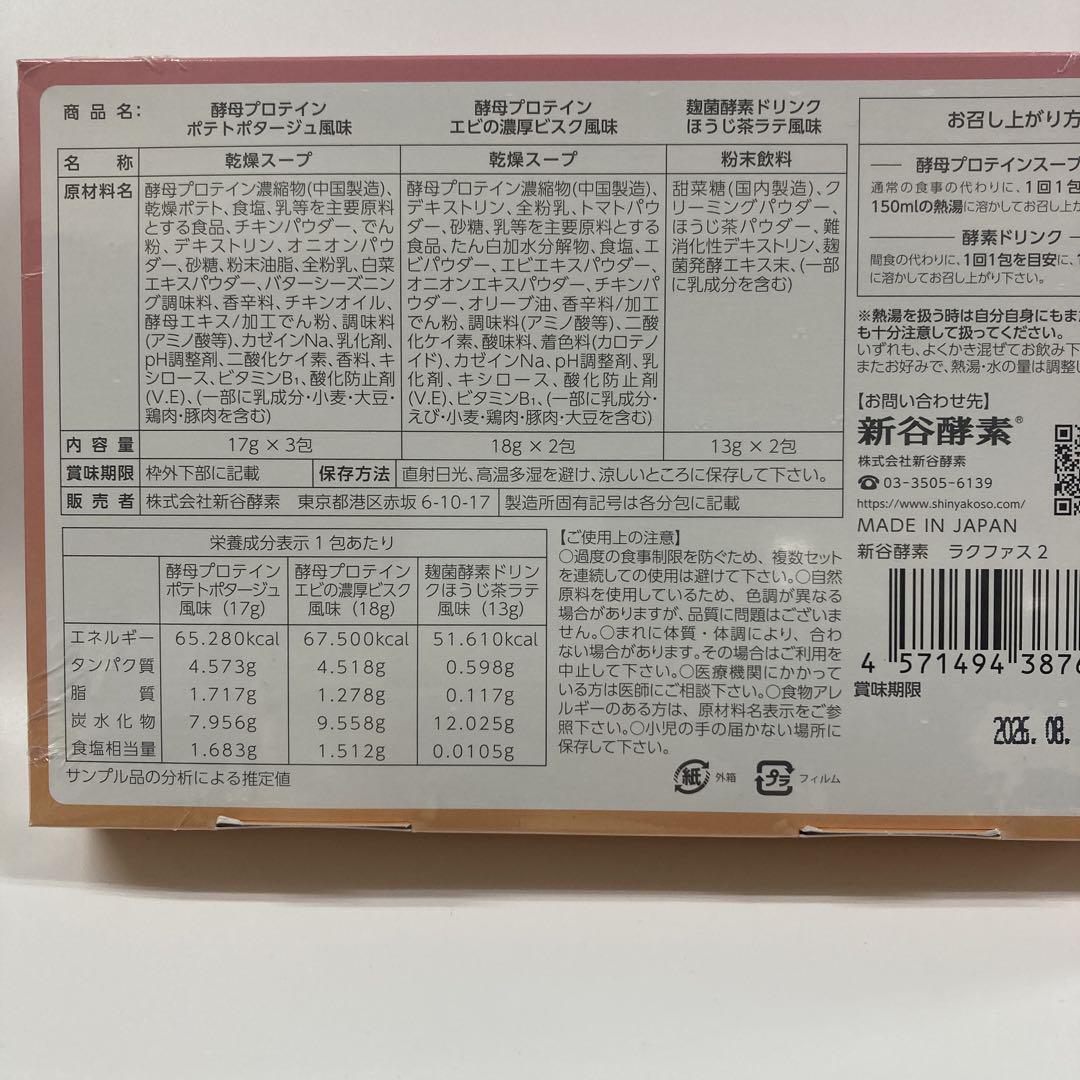 商品名:
酵母プロテイン
ポテトポタージュ風味
酵母プロテイン
エビの濃厚ビスク風味
麹菌酵素ドリンク
ほうじ茶ラテ風味
名称
乾燥スープ
乾燥スープ
粉末飲料
原材料名
酵母プロテイン濃縮物(中国製造)、
乾燥ポテト、食塩、乳等を主要原料
とする食品、チキンパウダー、でん
粉、デキストリン、オニオンパウ
ダー、砂糖、粉末油脂、全粉乳、白菜
エキスパウダー、バターシーズニン
グ調味料、香辛料、チキンオイル、
酵母エキス/加工でん粉、調味料
(アミノ酸等)、カゼインNa、乳化剤、
pH調整剤、二酸化ケイ素、香料、キ
シロース、ビタミンB₁、酸化防止剤
(V.E)、(一部に乳成分・小麦・大豆・
鶏肉・豚肉を含む)
酵母プロテイン濃縮物(中国製造)、
デキストリン、全粉乳、トマトパウ
ダー、砂糖、乳等を主要原料とする
食品、たん白加水分解物、食塩、エ
ビパウダー、エビエキスパウダー、
オニオンエキスパウダー、チキンパ
ウダー、オリーブ油、香辛料/加工
でん粉、調味料(アミノ酸等)、二酸
化ケイ素、酸味料、着色料(カロテノ
イド)、カゼインNa、pH調整剤、乳
化剤、キシロース、酸化防止剤
(V.E)、ビタミンB₁、(一部に乳成分・
えび・小麦・鶏肉・豚肉・大豆を含む)
甜菜糖(国内製造)、ク
リーミングパウダー、
ほうじ茶パウダー、難
消化性デキストリン、麹
菌発酵エキス末、(一部
に乳成分を含む)
内容量
17g×3包
18g×2包
13g×2包
賞味期限
枠外下部に記載
保存方法
直射日光、高温多湿を避け、涼しいところに保存して下さい。
販売者
株式会社新谷酵素 東京都港区赤坂6-10-17
製造所固有記号は各分包に記載
栄養成分表示1包あたり
酵母プロテイン
ポテトポタージュ
風味(17g)
酵母プロテイン
エビの濃厚ビスク
風味(18g)
麹菌酵素ドリン
クほうじ茶ラテ
風味(13g)
エネルギー 65.280kcal 67.500kcal 51.610kcal
タンパク質 4.573g 4.518g 0.598g
脂質 1.717g 1.278g 0.117g
炭水化物 7.956g 9.558g 12.025g
食塩相当量 1.683g 1.512g 0.0105g
サンプル品の分析による推定値
【ご使用上の注意】
○過度の食事制限を防ぐため、複数セット
を連続しての使用は避けて下さい。○自然
原料を使用しているため、色調が異なる
場合がありますが、品質に問題はございま
せん。○まれに体質・体調により、合わ
ない場合があります。その場合はご利用を
中止して下さい。○医療機関にかかって
いる方は医師にご相談下さい。○食物アレ
ルギーのある方は、原材料名表示をご参
照下さい。○小児の手の届かない場所に
保存して下さい。
紙 外箱
プラ フィルム
お召し上がり方
酵母プロテインスープ
通常の食事の代わりに、1回1包
150mlの熱湯に溶かしてお召し上が
酵素ドリンク
間食の代わりに、1回1包を目安に、1
に溶かしてお召し上がり下さい。
※熱湯を扱う時は自分自身にもまた
も十分注意して扱ってください。
いずれも、よくかき混ぜてお飲み下
またお好みで、熱湯・水の量は調整し
【お問い合わせ先】
新谷酵素®
株式会社新谷酵素
☎03-3505-6139
https://www.shinyakoso.com/
MADE IN JAPAN
新谷酵素 ラクファス2
4 571494 3876
賞味期限
2026.08.